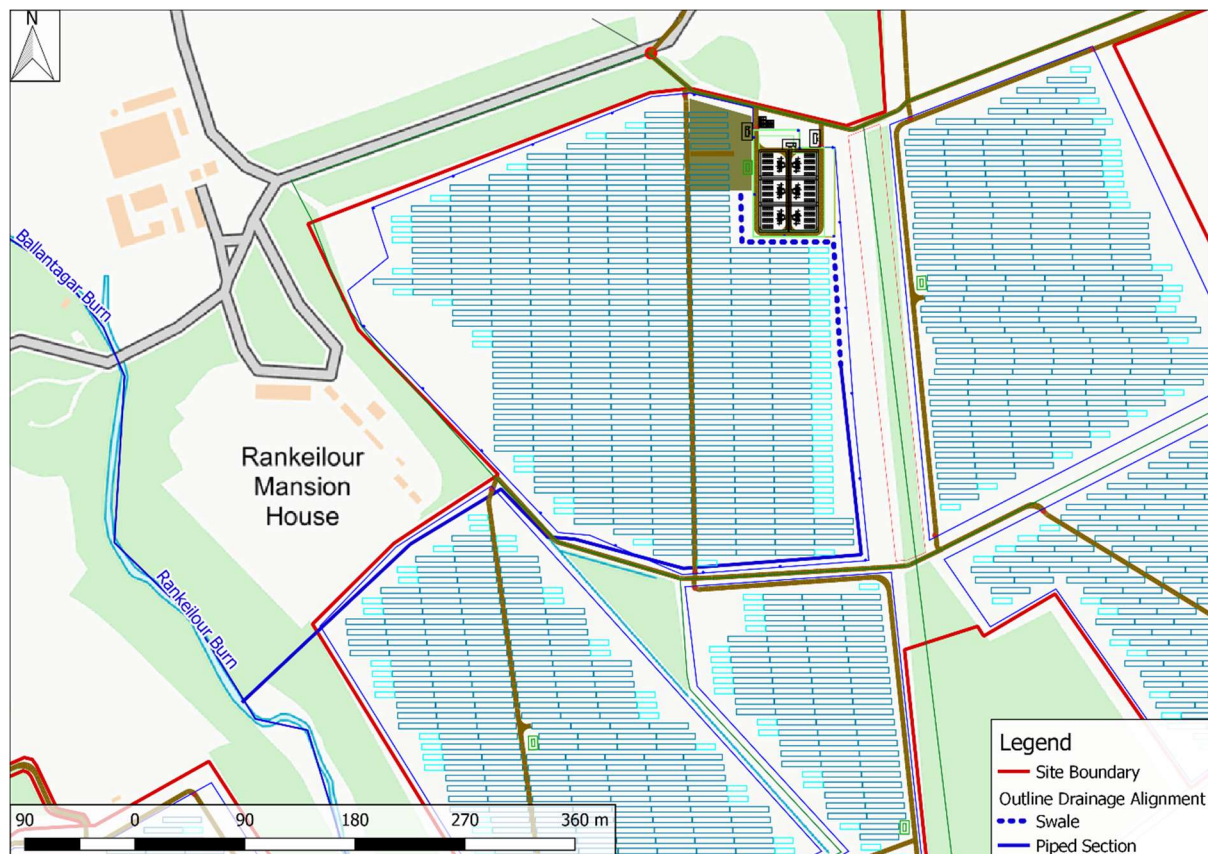 N
Ballantagar Burn
Rankeilour
Mansion
House
Rankeilour Burn
Legend
Site Boundary
Outline Drainage Alignment
Swale
Piped Section
90 0 90 180 270 360 m